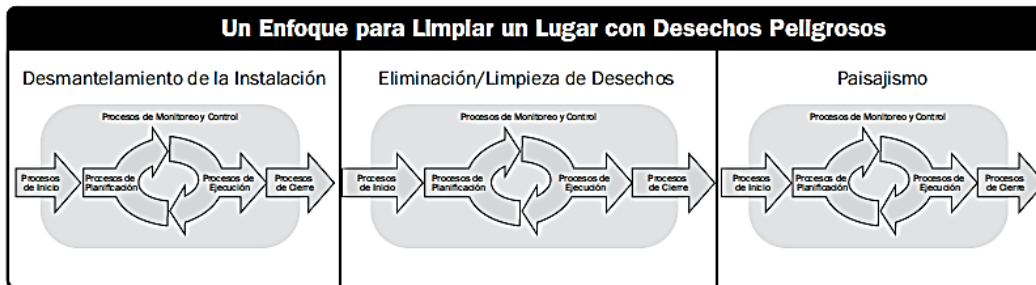 Un Enfoque para Limpiar un Lugar con Desechos Peligrosos
Desmantelamiento de la Instalación
Procesos de Monitoreo y Control
Procesos
de Inicio
Procesos de
Planificación
Procesos de
Ejecución
Procesos
de Cierre
Eliminación/Limpieza de Desechos
Procesos de Monitoreo y Control
Procesos
de Inicio
Procesos de
Planificación
Procesos de
Ejecución
Procesos
de Cierre
Paisajismo
Procesos de Monitoreo y Control
Procesos
de Inicio
Procesos de
Planificación
Procesos de
Ejecución
Procesos
de Cierre